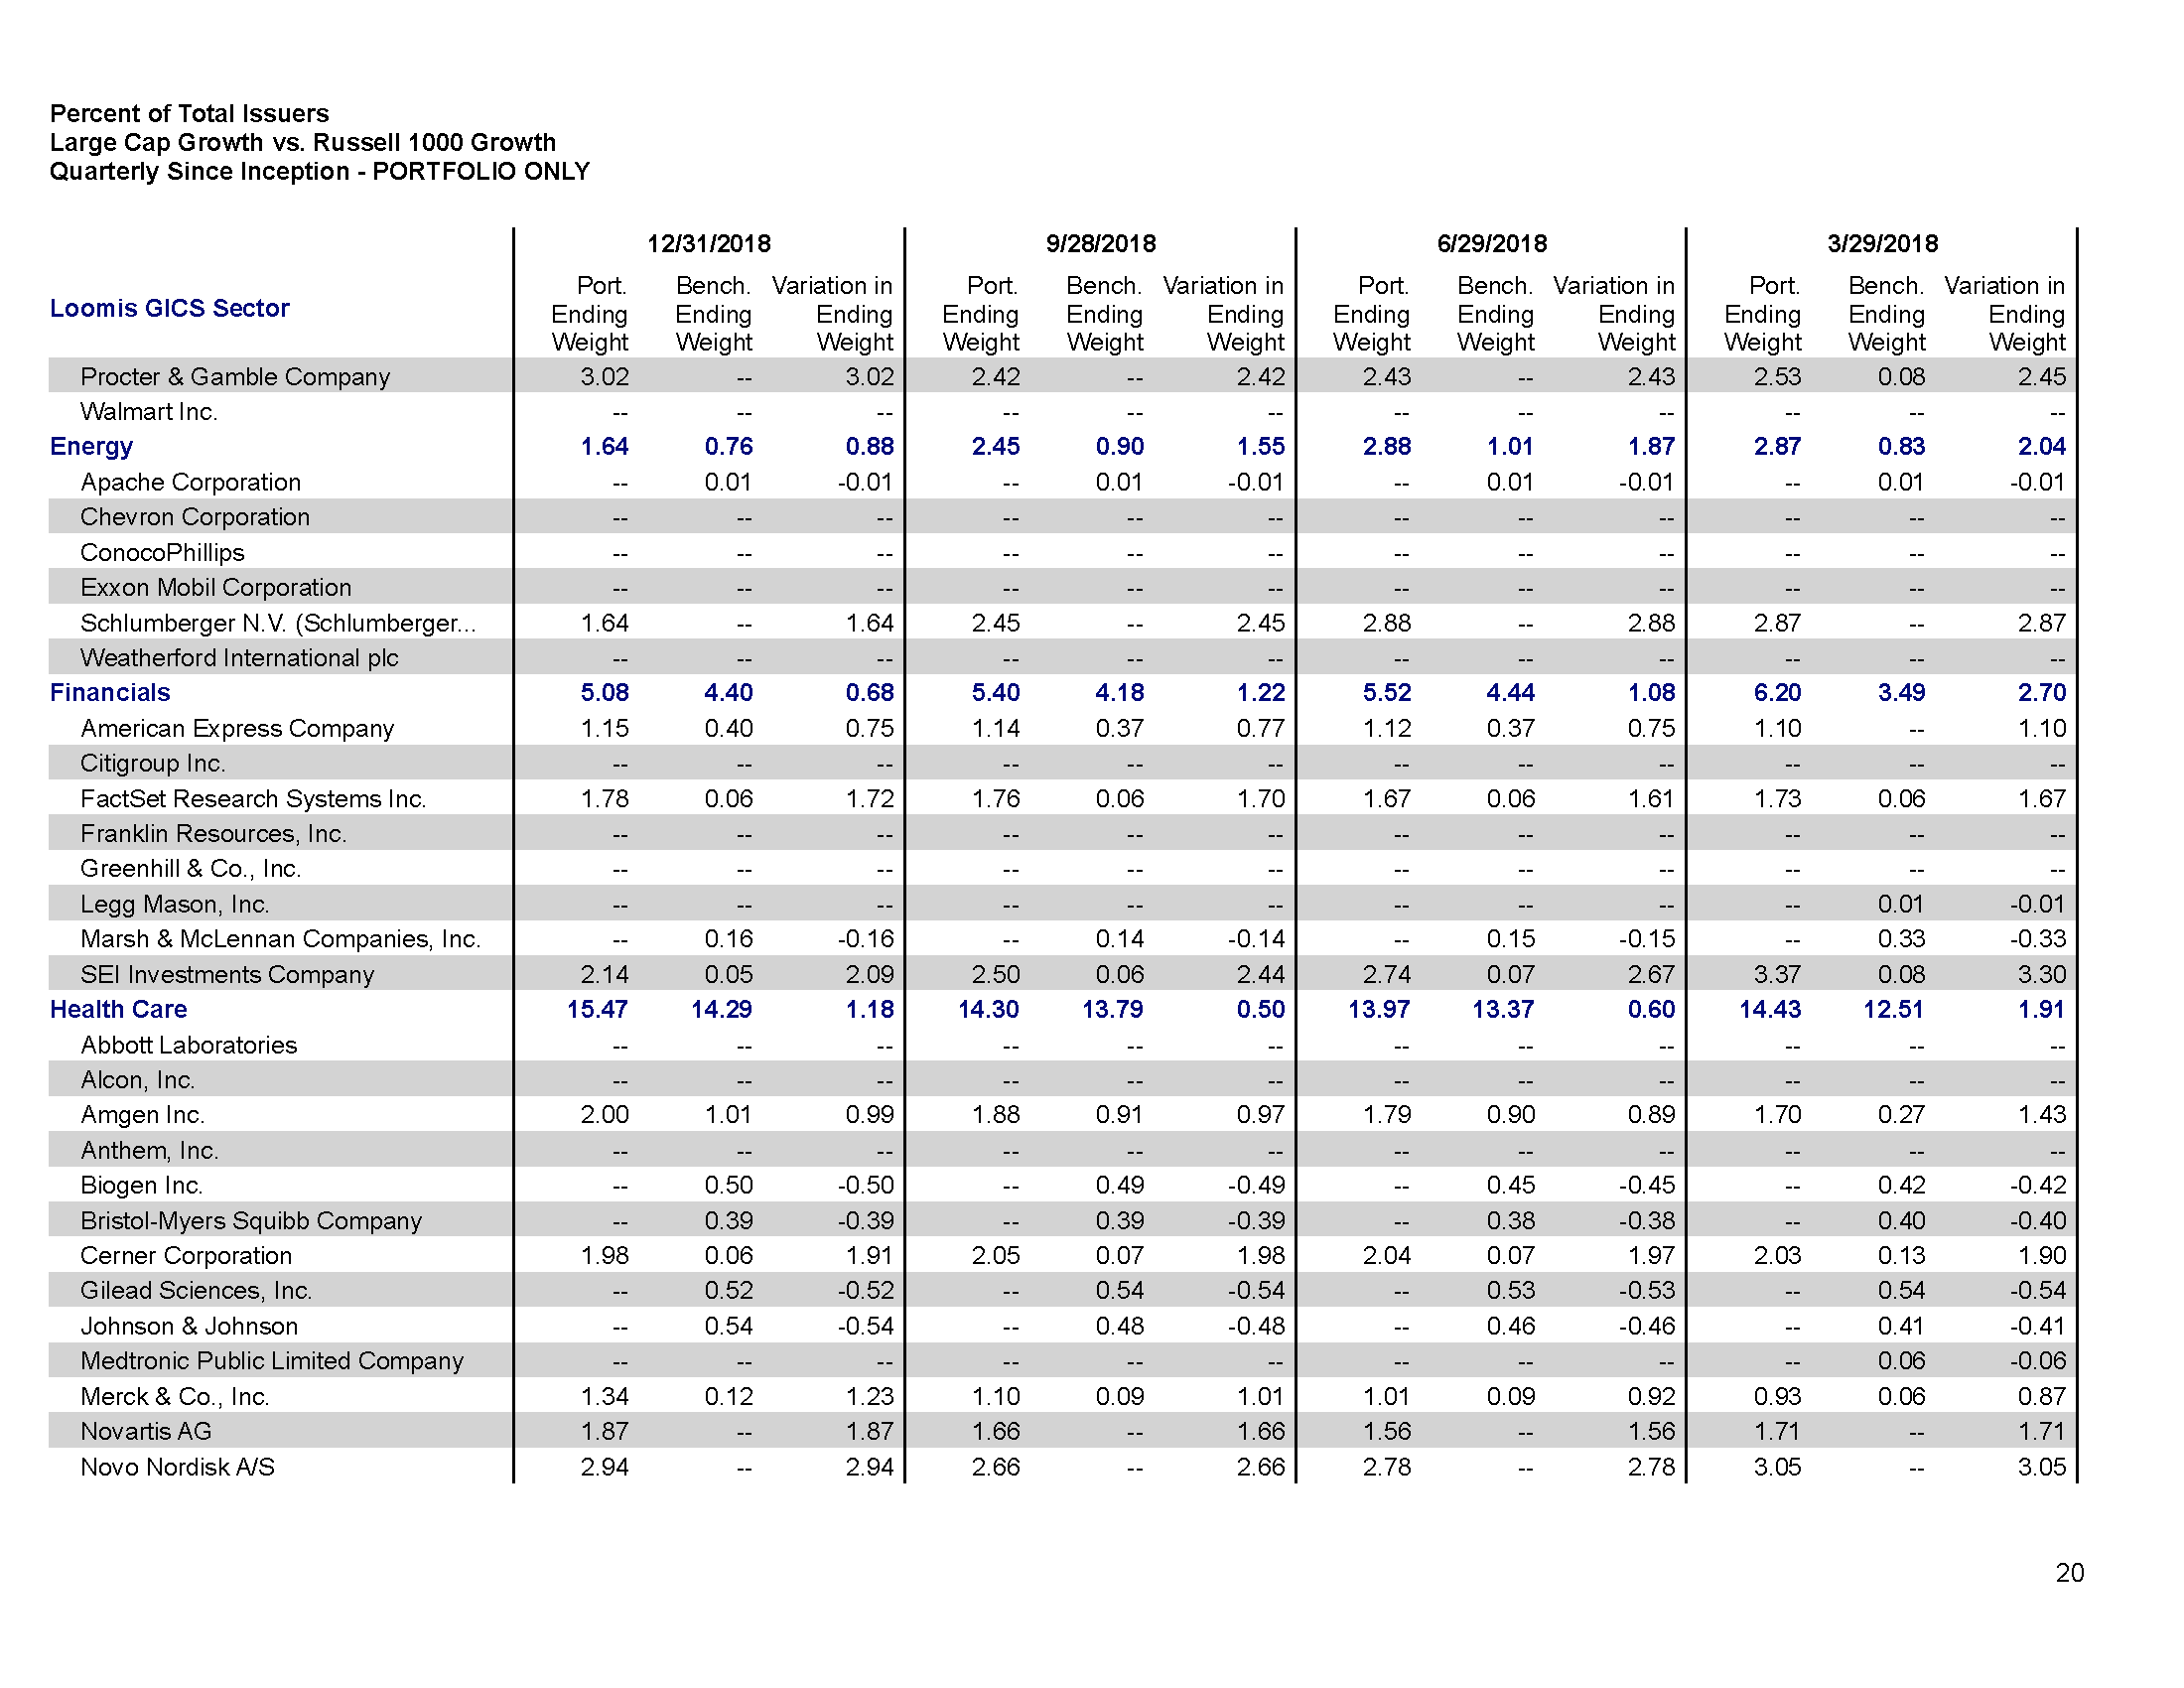 Percent of Total Issuers
Large Cap Growth vs. Russell 1000 Growth
Quarterly Since Inception - PORTFOLIO ONLY
12/31/2018 9/28/2018 6/29/2018 3/29/2018
Loomis GICS Sector
Port. Bench. Variation in Port. Bench. Variation in Port. Bench. Variation in Port. Bench. Variation in
Ending Ending Ending Ending Ending Ending Ending Ending Ending Ending Ending Ending
Weight Weight Weight Weight Weight Weight Weight Weight Weight Weight Weight Weight
Procter & Gamble Company 3.02 -- 3.02 2.42 -- 2.42 2.43 -- 2.43 2.53 0.08 2.45
Walmart Inc. -- -- -- -- -- -- -- -- -- -- -- --
Energy 1.64 0.76 0.88 2.45 0.90 1.55 2.88 1.01 1.87 2.87 0.83 2.04
Apache Corporation -- 0.01 -0.01 -- 0.01 -0.01 -- 0.01 -0.01 -- 0.01 -0.01
Chevron Corporation -- -- -- -- -- -- -- -- -- -- -- --
ConocoPhillips -- -- -- -- -- -- -- -- -- -- -- --
Exxon Mobil Corporation -- -- -- -- -- -- -- -- -- -- -- --
Schlumberger N.V. (Schlumberger... 1.64 -- 1.64 2.45 -- 2.45 2.88 -- 2.88 2.87 -- 2.87
Weatherford International plc -- -- -- -- -- -- -- -- -- -- -- --
Financials 5.08 4.40 0.68 5.40 4.18 1.22 5.52 4.44 1.08 6.20 3.49 2.70
American Express Company 1.15 0.40 0.75 1.14 0.37 0.77 1.12 0.37 0.75 1.10 -- 1.10
Citigroup Inc. -- -- -- -- -- -- -- -- -- -- -- --
FactSet Research Systems Inc. 1.78 0.06 1.72 1.76 0.06 1.70 1.67 0.06 1.61 1.73 0.06 1.67
Franklin Resources, Inc. -- -- -- -- -- -- -- -- -- -- -- --
Greenhill & Co., Inc. -- -- -- -- -- -- -- -- -- -- -- --
Legg Mason, Inc. -- -- -- -- -- -- -- -- -- -- 0.01 -0.01
Marsh & McLennan Companies, Inc. -- 0.16 -0.16 -- 0.14 -0.14 -- 0.15 -0.15 -- 0.33 -0.33
SEI Investments Company 2.14 0.05 2.09 2.50 0.06 2.44 2.74 0.07 2.67 3.37 0.08 3.30
Health Care 15.47 14.29 1.18 14.30 13.79 0.50 13.97 13.37 0.60 14.43 12.51 1.91
Abbott Laboratories -- -- -- -- -- -- -- -- -- -- -- --
Alcon, Inc. -- -- -- -- -- -- -- -- -- -- -- --
Amgen Inc. 2.00 1.01 0.99 1.88 0.91 0.97 1.79 0.90 0.89 1.70 0.27 1.43
Anthem, Inc. -- -- -- -- -- -- -- -- -- -- -- --
Biogen Inc. -- 0.50 -0.50 -- 0.49 -0.49 -- 0.45 -0.45 -- 0.42 -0.42
Bristol-Myers Squibb Company -- 0.39 -0.39 -- 0.39 -0.39 -- 0.38 -0.38 -- 0.40 -0.40
Cerner Corporation 1.98 0.06 1.91 2.05 0.07 1.98 2.04 0.07 1.97 2.03 0.13 1.90
Gilead Sciences, Inc. -- 0.52 -0.52 -- 0.54 -0.54 -- 0.53 -0.53 -- 0.54 -0.54
Johnson & Johnson -- 0.54 -0.54 -- 0.48 -0.48 -- 0.46 -0.46 -- 0.41 -0.41
Medtronic Public Limited Company -- -- -- -- -- -- -- -- -- -- 0.06 -0.06
Merck & Co., Inc. 1.34 0.12 1.23 1.10 0.09 1.01 1.01 0.09 0.92 0.93 0.06 0.87
Novartis AG 1.87 -- 1.87 1.66 -- 1.66 1.56 -- 1.56 1.71 -- 1.71
Novo Nordisk A/S 2.94 -- 2.94 2.66 -- 2.66 2.78 -- 2.78 3.05 -- 3.05
20